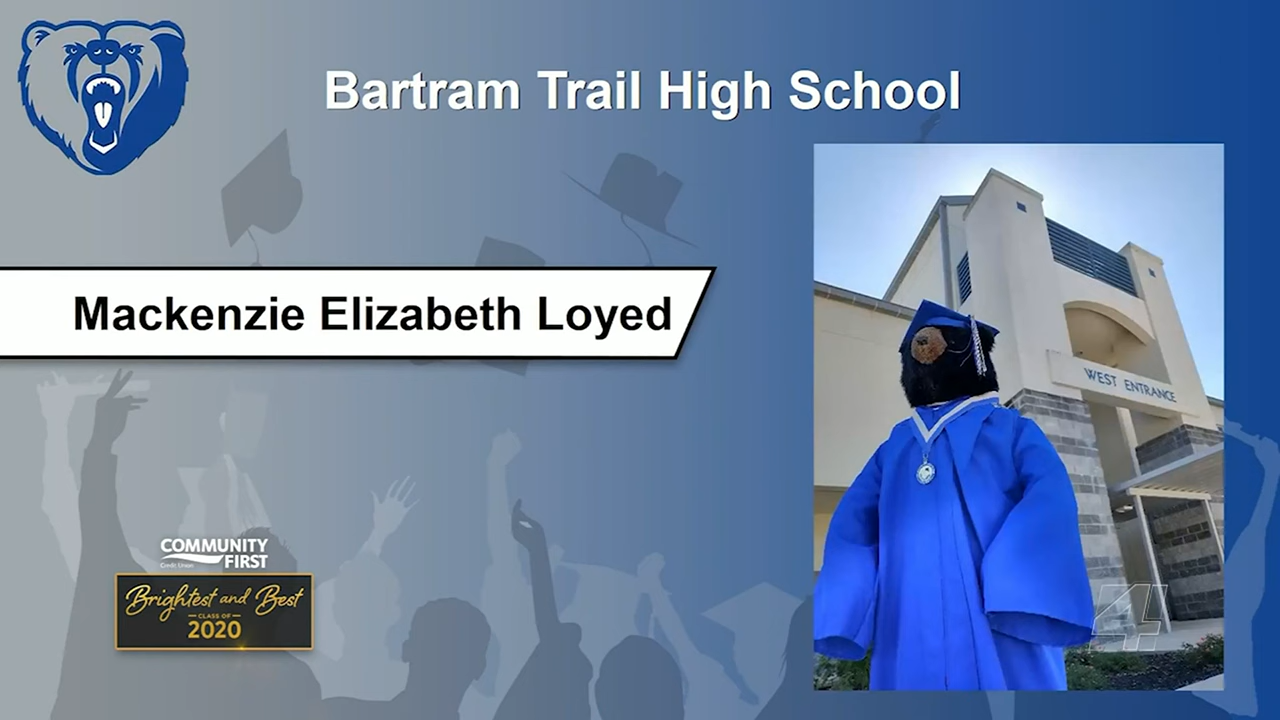 Bartram Trail High School
Mackenzie Elizabeth Loyed
WEST ENTRANCE
COMMUNITY
FIRST
Credit Union
Brightest and Best
CLASS OF
2020
4